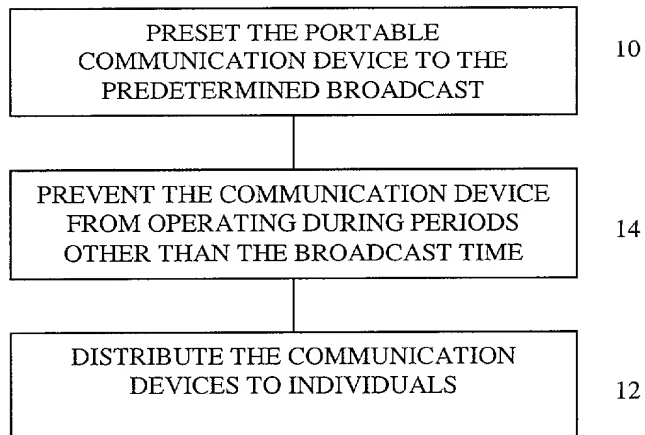 PRESET THE PORTABLE
COMMUNICATION DEVICE TO THE
PREDETERMINED BROADCAST
10
PREVENT THE COMMUNICATION DEVICE
FROM OPERATING DURING PERIODS
OTHER THAN THE BROADCAST TIME
14
DISTRIBUTE THE COMMUNICATION
DEVICES TO INDIVIDUALS
12